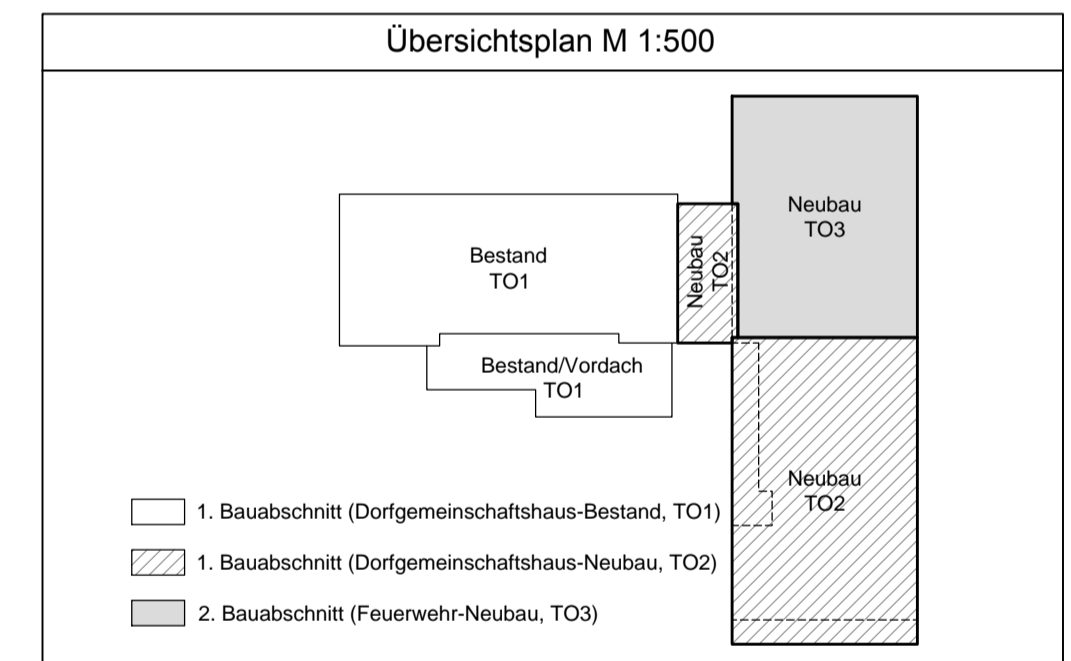 Übersichtsplan M 1:500
Neubau
TO3
Bestand
TO1
Neubau
TO2
Bestand/Vordach
TO1
Neubau
TO2
1. Bauabschnitt (Dorfgemeinschaftshaus-Bestand, TO1)
1. Bauabschnitt (Dorfgemeinschaftshaus-Neubau, TO2)
2. Bauabschnitt (Feuerwehr-Neubau, TO3)